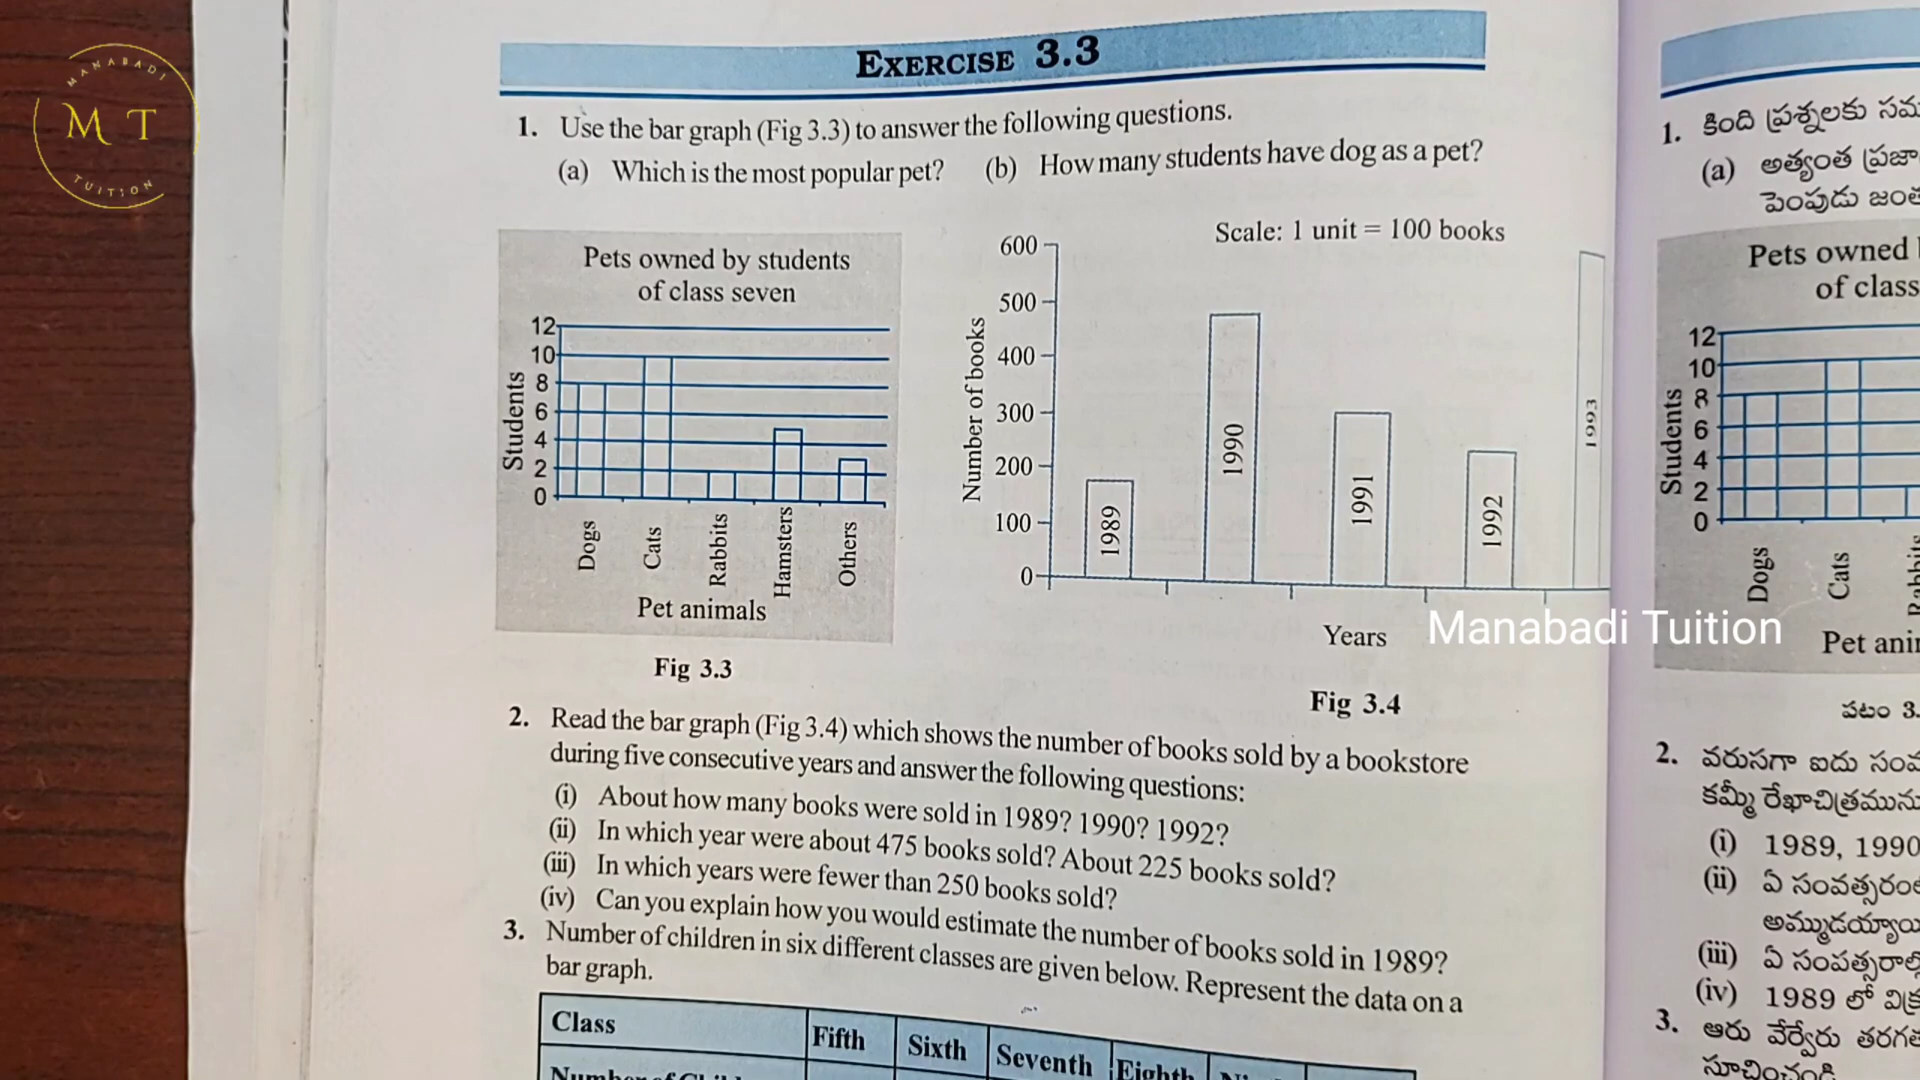 MANABADI
M T
TUITION
EXERCISE 3.3
1. Use the bar graph (Fig 3.3) to answer the following questions.
(a) Which is the most popular pet? (b) How many students have dog as a pet?
Pets owned by students
of class seven
12
10
8
6
4
2
0
Students
Dogs
Cats
Rabbits
Hamsters
Others
Pet animals
Fig 3.3
Scale: 1 unit = 100 books
600
500
400
300
200
100
0
Number of books
1989
1990
1991
1992
1993
Years
Fig 3.4
Manabadi Tuition
2. Read the bar graph (Fig 3.4) which shows the number of books sold by a bookstore
during five consecutive years and answer the following questions:
(i) About how many books were sold in 1989? 1990? 1992?
(ii) In which year were about 475 books sold? About 225 books sold?
(iii) In which years were fewer than 250 books sold?
(iv) Can you explain how you would estimate the number of books sold in 1989?
3. Number of children in six different classes are given below. Represent the data on a
bar graph.
Class Fifth Sixth Seventh Eighth
1. కింది ప్రశ్నలకు
(a) అత్యంత
పెంపుడు
Pets owned
of class
12
10
8
6
4
2
0
Students
Dogs
Cats
Pet
పటం 3.
2. వరుసగా ఐదు
కమ్మీ రేఖాచిత్రమును
(i) 1989, 1990
(ii) ఏ
అమ్ముడయ్యాయి
(iii) ఏ
(iv) 1989 లో
3. ఆరు వేర్వేరు
సూచించండి